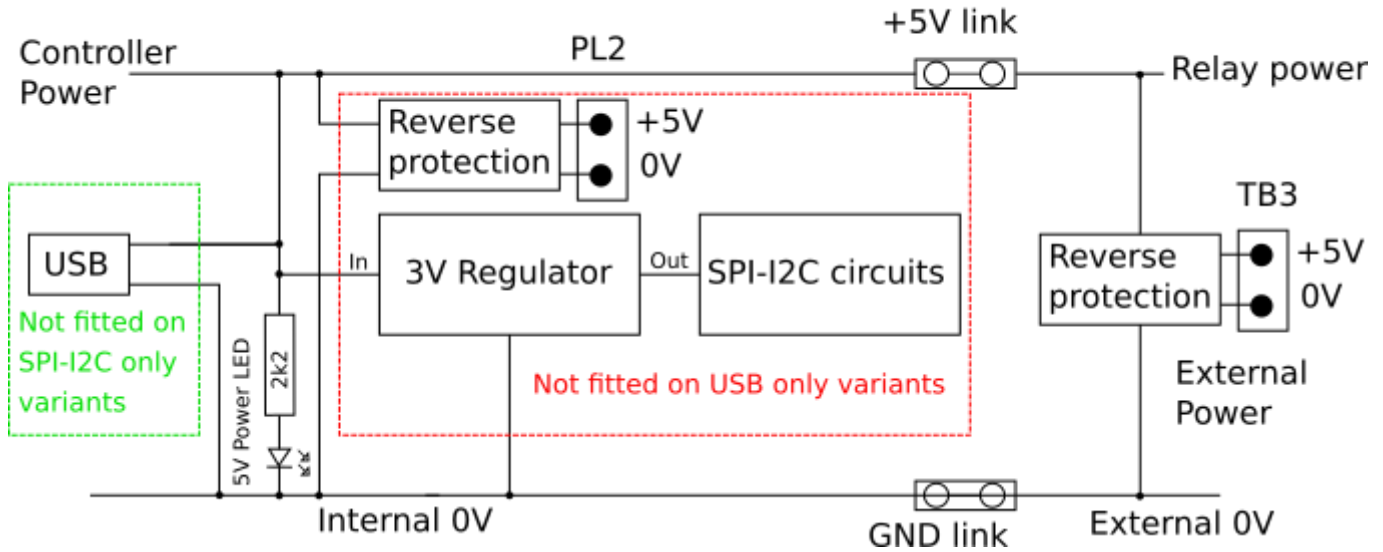 +5V link
Controller
Power
PL2
Relay power
Reverse
protection
+5V
0V
TB3
USB
In
3V Regulator
Out
SPI-I2C circuits
Reverse
protection
+5V
0V
Not fitted on
SPI-I2C only
variants
5V Power LED
2k2
Not fitted on USB only variants
External
Power
Internal 0V
GND link
External 0V